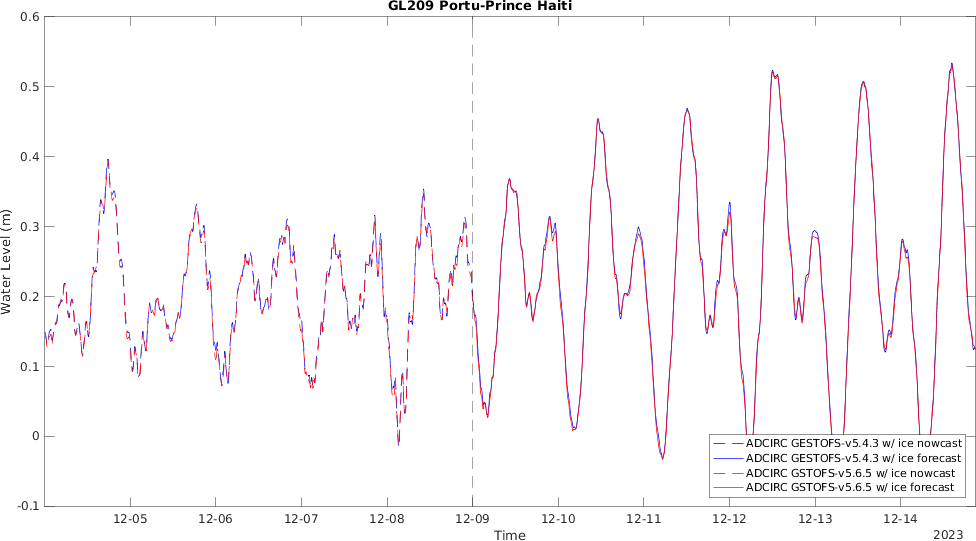 GL209 Portu-Prince Haiti
0.6
0.5
0.4
0.3
0.2
0.1
0
-0.1
Water Level (m)
ADCIRC GESTOFS-v5.4.3 w/ ice nowcast
ADCIRC GESTOFS-v5.4.3 w/ ice forecast
ADCIRC GSTOFS-v5.6.5 w/ ice nowcast
ADCIRC GSTOFS-v5.6.5 w/ ice forecast
12-05 12-06 12-07 12-08 12-09 12-10 12-11 12-12 12-13 12-14
Time
2023